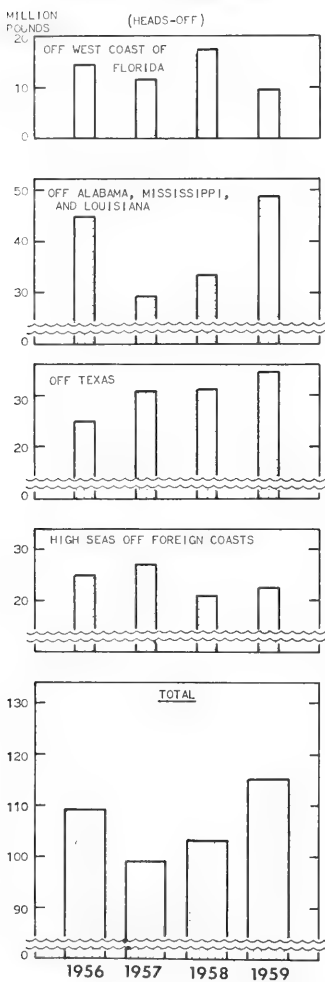 MILLION
POUNDS
(HEADS-OFF)
20
OFF WEST COAST OF
FLORIDA
10
0
50
OFF ALABAMA, MISSISSIPPI,
AND LOUISIANA
40
30
0
OFF TEXAS
30
20
0
HIGH SEAS OFF FOREIGN COASTS
30
20
TOTAL
130
120
110
100
90
0
1956 1957 1958 1959